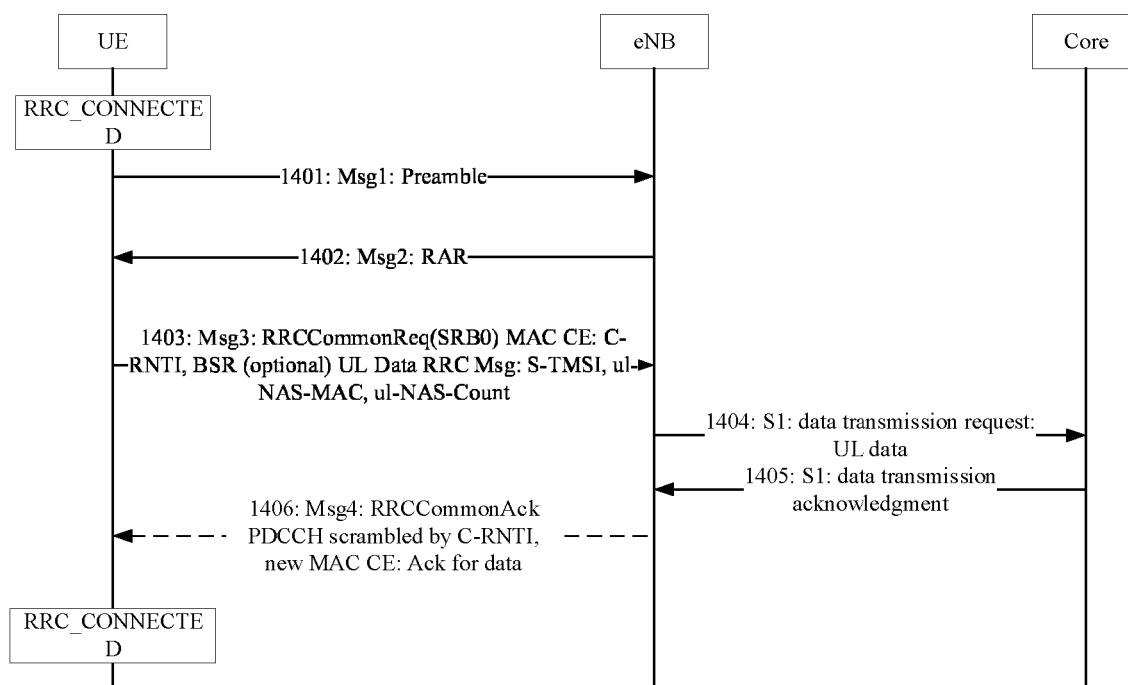 UE
eNB
Core
RRC_CONNECTE
D
1401: Msg1: Preamble
1402: Msg2: RAR
1403: Msg3: RRCCommonReq(SRB0) MAC CE: C-
RNTI, BSR (optional) UL Data RRC Msg: S-TMSI, ul-
NAS-MAC, ul-NAS-Count
1404: S1: data transmission request:
UL data
1405: S1: data transmission
acknowledgment
1406: Msg4: RRCCommonAck
PDCCH scrambled by C-RNTI,
new MAC CE: Ack for data
RRC_CONNECTE
D